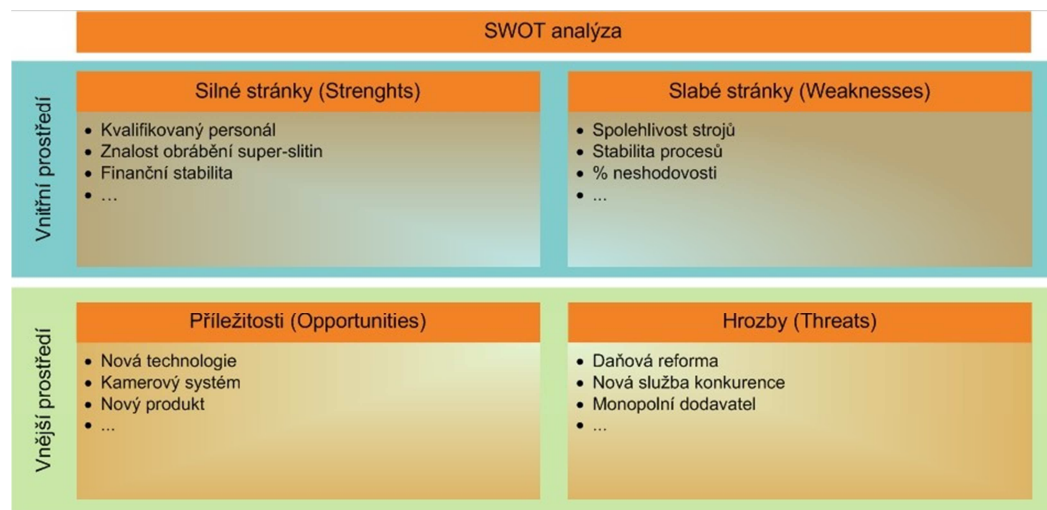 SWOT analýza
Vnitřní prostředí
Silné stránky (Strenghts)
• Kvalifikovaný personál
• Znalost obrábění super-slitin
• Finanční stabilita
• ...
Slabé stránky (Weaknesses)
• Spolehlivost strojů
• Stabilita procesů
• % neshodovosti
• ...
Vnější prostředí
Příležitosti (Opportunities)
• Nová technologie
• Kamerový systém
• Nový produkt
• ...
Hrozby (Threats)
• Daňová reforma
• Nová služba konkurence
• Monopolní dodavatel
• ...